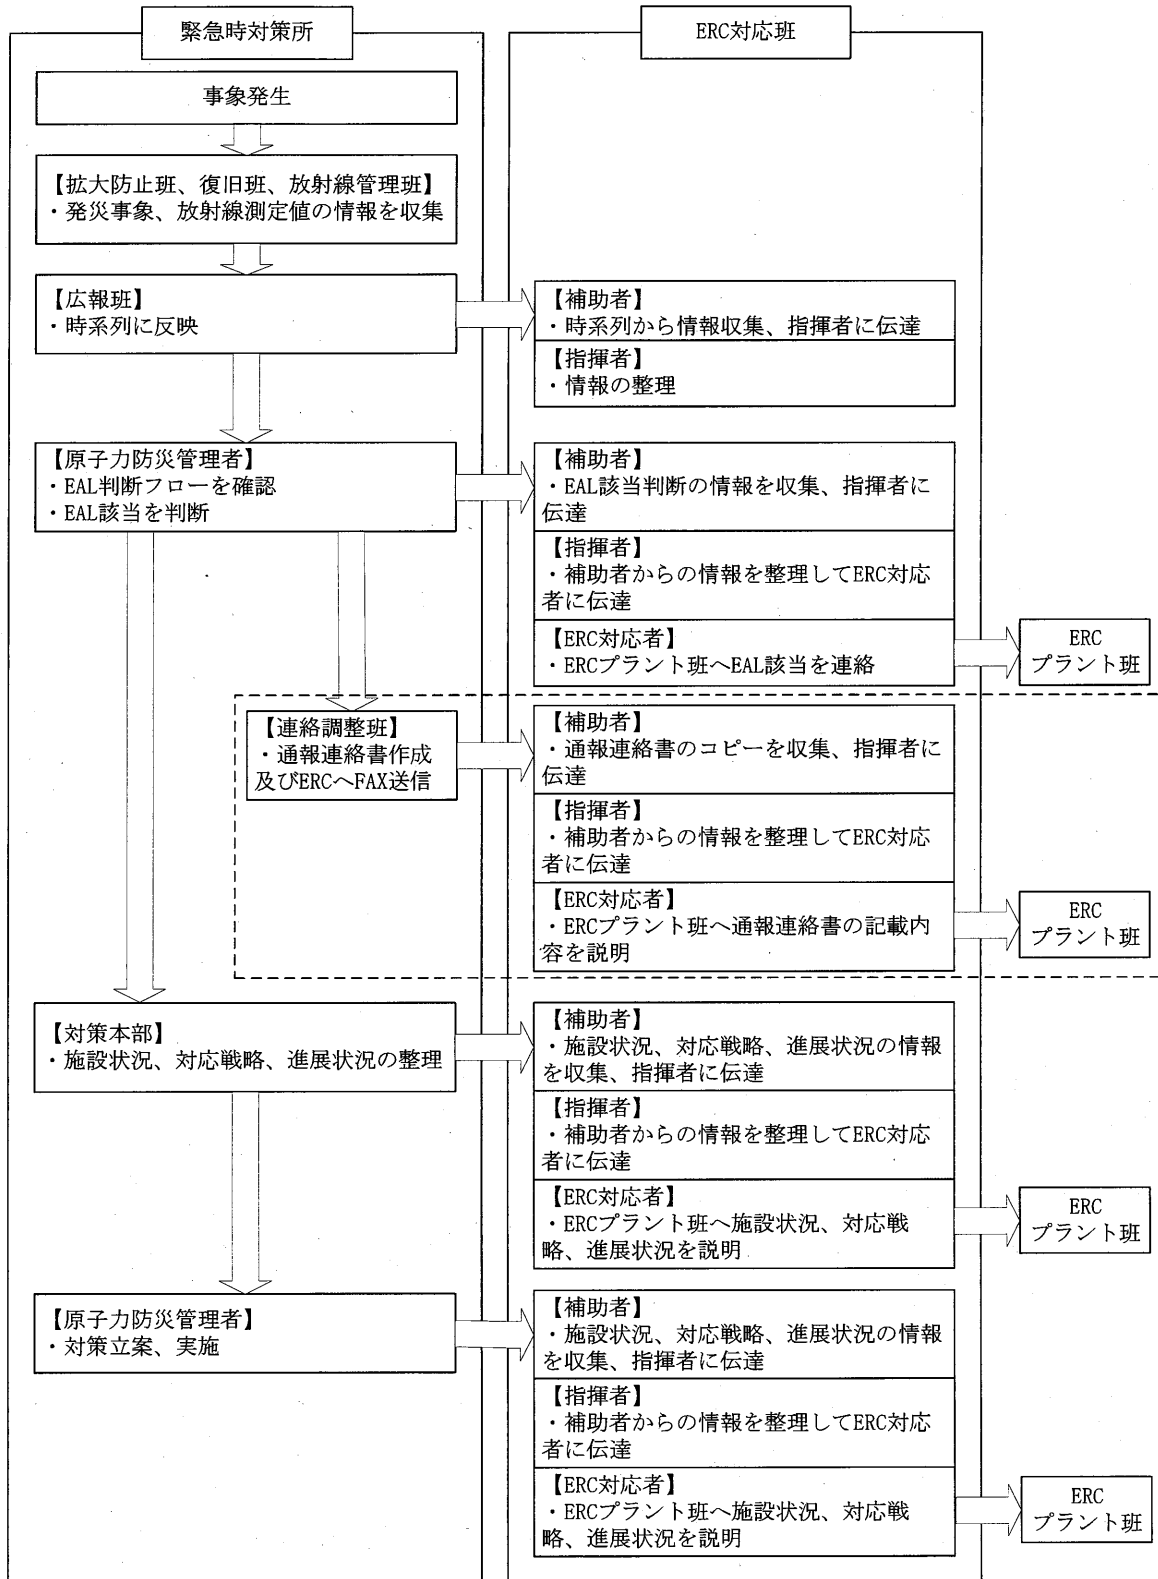 緊急時対策所
ERC対応班
事象発生
【拡大防止班、復旧班、放射線管理班】
・発災事象、放射線測定値の情報を収集
【広報班】
・時系列に反映
【補助者】
・時系列から情報収集、指揮者に伝達
【指揮者】
・情報の整理
【原子力防災管理者】
・EAL判断フローを確認
・EAL該当を判断
【補助者】
・EAL該当判断の情報を収集、指揮者に
伝達
【指揮者】
・補助者からの情報を整理してERC対応
者に伝達
【ERC対応者】
・ERCプラント班へEAL該当を連絡
ERC
プラント班
【連絡調整班】
・通報連絡書作成
及びERCへFAX送信
【補助者】
・通報連絡書のコピーを収集、指揮者に
伝達
【指揮者】
・補助者からの情報を整理してERC対応
者に伝達
【ERC対応者】
・ERCプラント班へ通報連絡書の記載内
容を説明
ERC
プラント班
【対策本部】
・施設状況、対応戦略、進展状況の整理
【補助者】
・施設状況、対応戦略、進展状況の情報
を収集、指揮者に伝達
【指揮者】
・補助者からの情報を整理してERC対応
者に伝達
【ERC対応者】
・ERCプラント班へ施設状況、対応戦
略、進展状況を説明
ERC
プラント班
【原子力防災管理者】
・対策立案、実施
【補助者】
・施設状況、対応戦略、進展状況の情報
を収集、指揮者に伝達
【指揮者】
・補助者からの情報を整理してERC対応
者に伝達
【ERC対応者】
・ERCプラント班へ施設状況、対応戦
略、進展状況を説明
ERC
プラント班